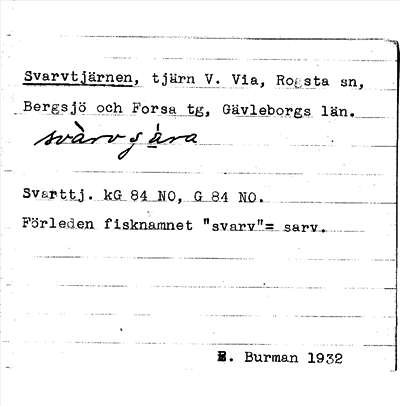 Svarvtjärnen, tjärn V. Via, Rogsta sn,
Bergsjö och Forsa tg, Gävleborgs län.
Svarttj. kG 84 NO, G 84 NO.
Förleden fisknamnet "svarv"= sarv.
E. Burman 1932